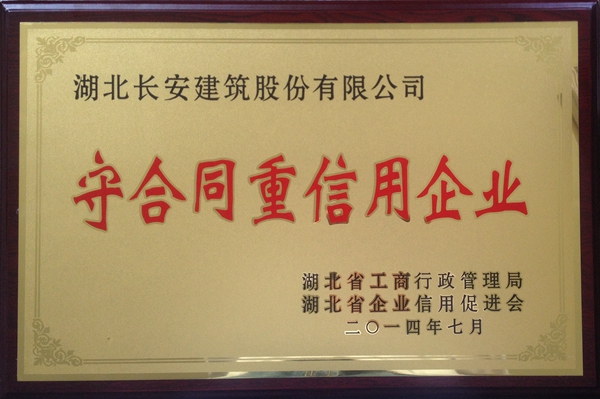 湖北长安建筑股份有限公司
守合同重信用企业
湖北省工商行政管理局
湖北省企业信用促进会
二〇一四年七月